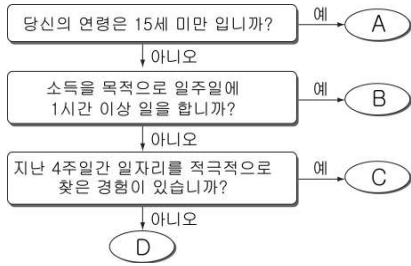 당신의 연령은 15세 미만 입니까?
예
A
아니오
소득을 목적으로 일주일에
1시간 이상 일을 합니까?
예
B
아니오
지난 4주일간 일자리를 적극적으로
찾은 경험이 있습니까?
예
C
아니오
D